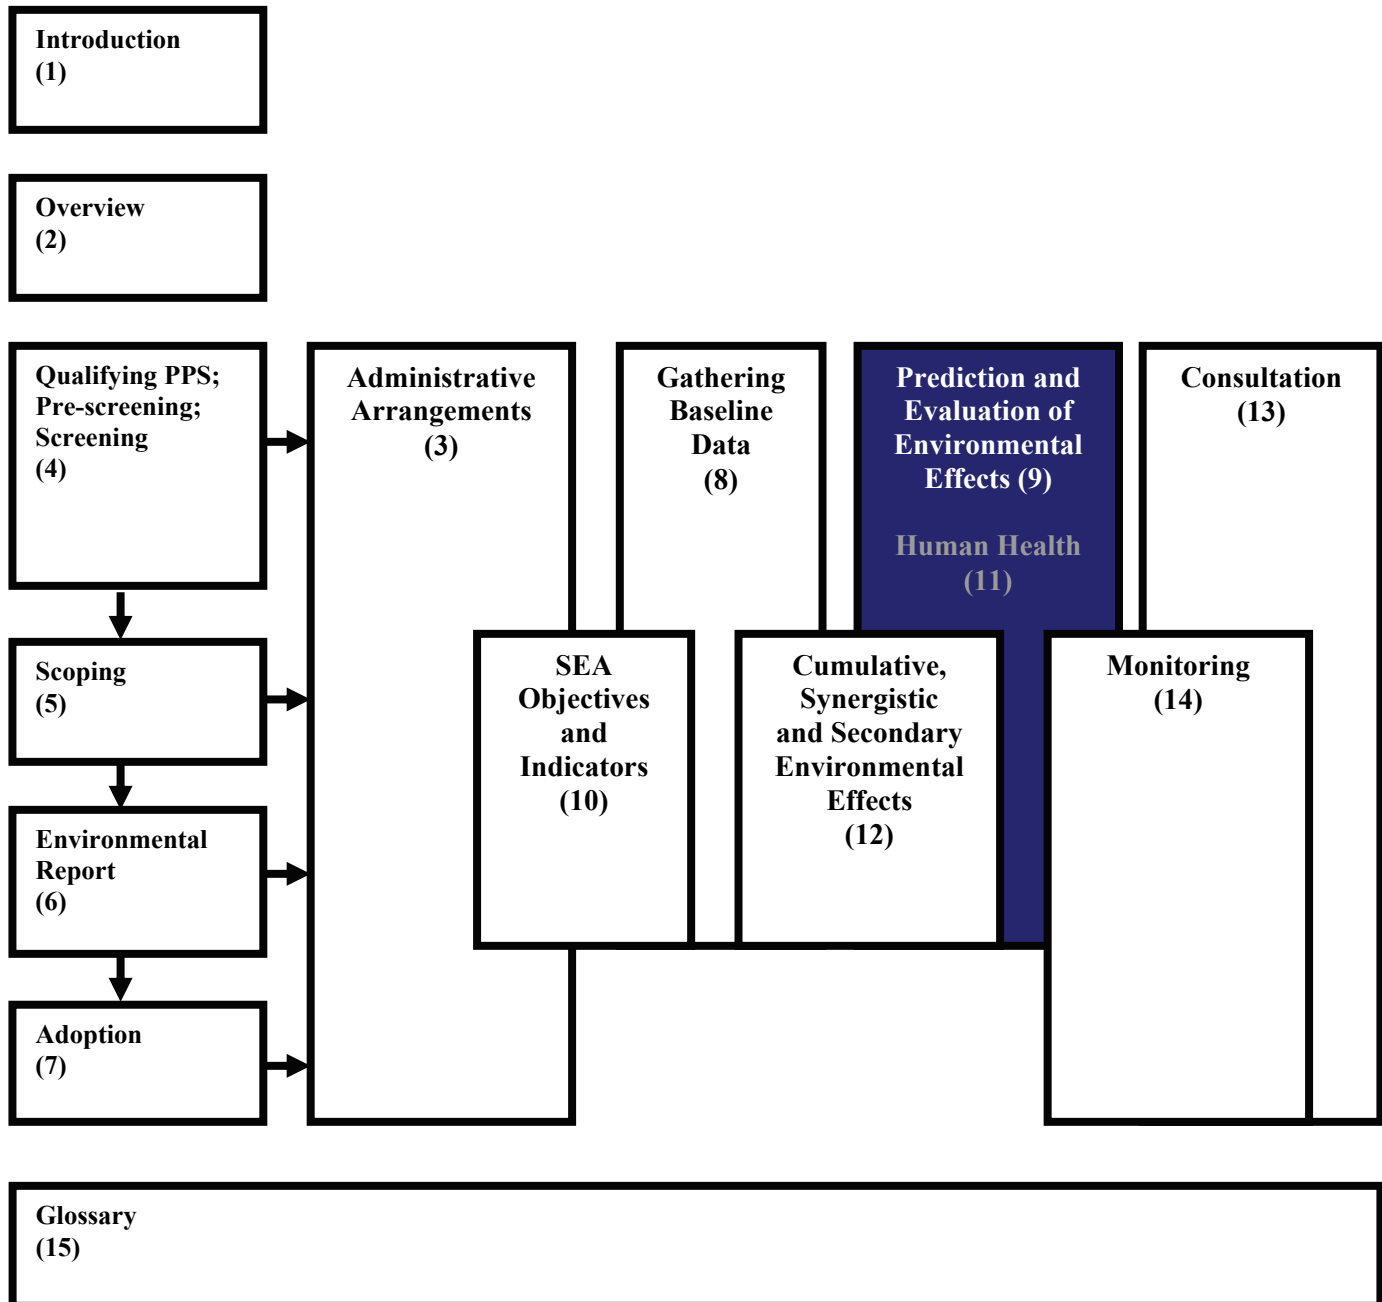 Introduction
(1)
Overview
(2)
Qualifying PPS;
Pre-screening;
Screening
(4)
Administrative
Arrangements
(3)
Gathering
Baseline
Data
(8)
Prediction and
Evaluation of
Environmental
Effects (9)
Human Health
(11)
Consultation
(13)
Scoping
(5)
SEA
Objectives
and
Indicators
(10)
Cumulative,
Synergistic
and Secondary
Environmental
Effects
(12)
Monitoring
(14)
Environmental
Report
(6)
Adoption
(7)
Glossary
(15)